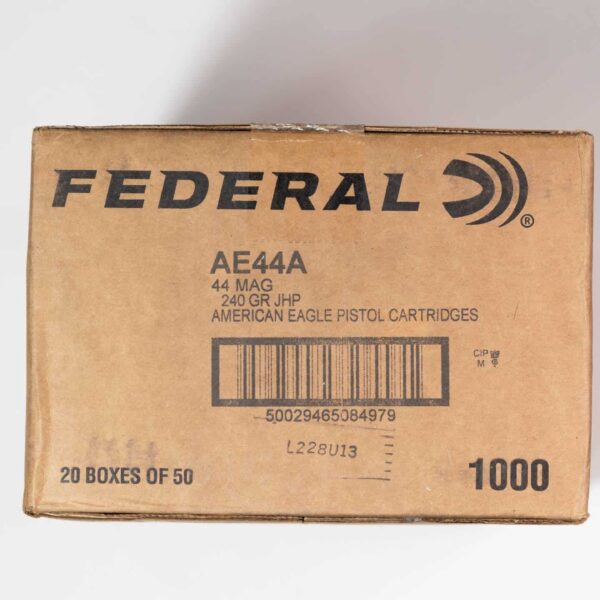 FEDERAL ®
AE44A
44 MAG
240 GR JHP
AMERICAN EAGLE PISTOL CARTRIDGES
CIP
M
50029465084979
L228U13
20 BOXES OF 50
1000